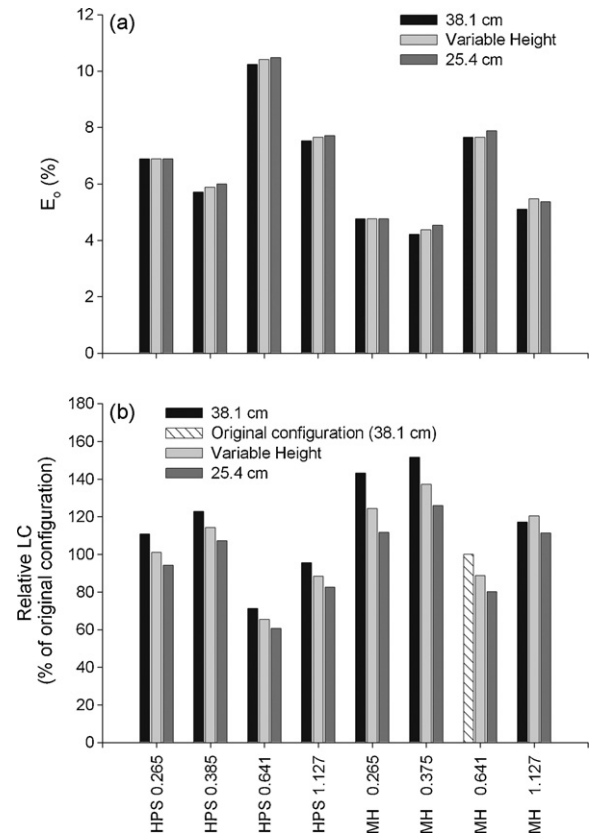 (a)
38.1 cm
Variable Height
25.4 cm
12
10
8
6
4
2
0
E₀ (%)
(b)
38.1 cm
Original configuration (38.1 cm)
Variable Height
25.4 cm
180
160
140
120
100
80
60
40
20
0
Relative LC
(% of original configuration)
HPS 0.265
HPS 0.385
HPS 0.641
HPS 1.127
MH 0.265
MH 0.375
MH 0.641
MH 1.127